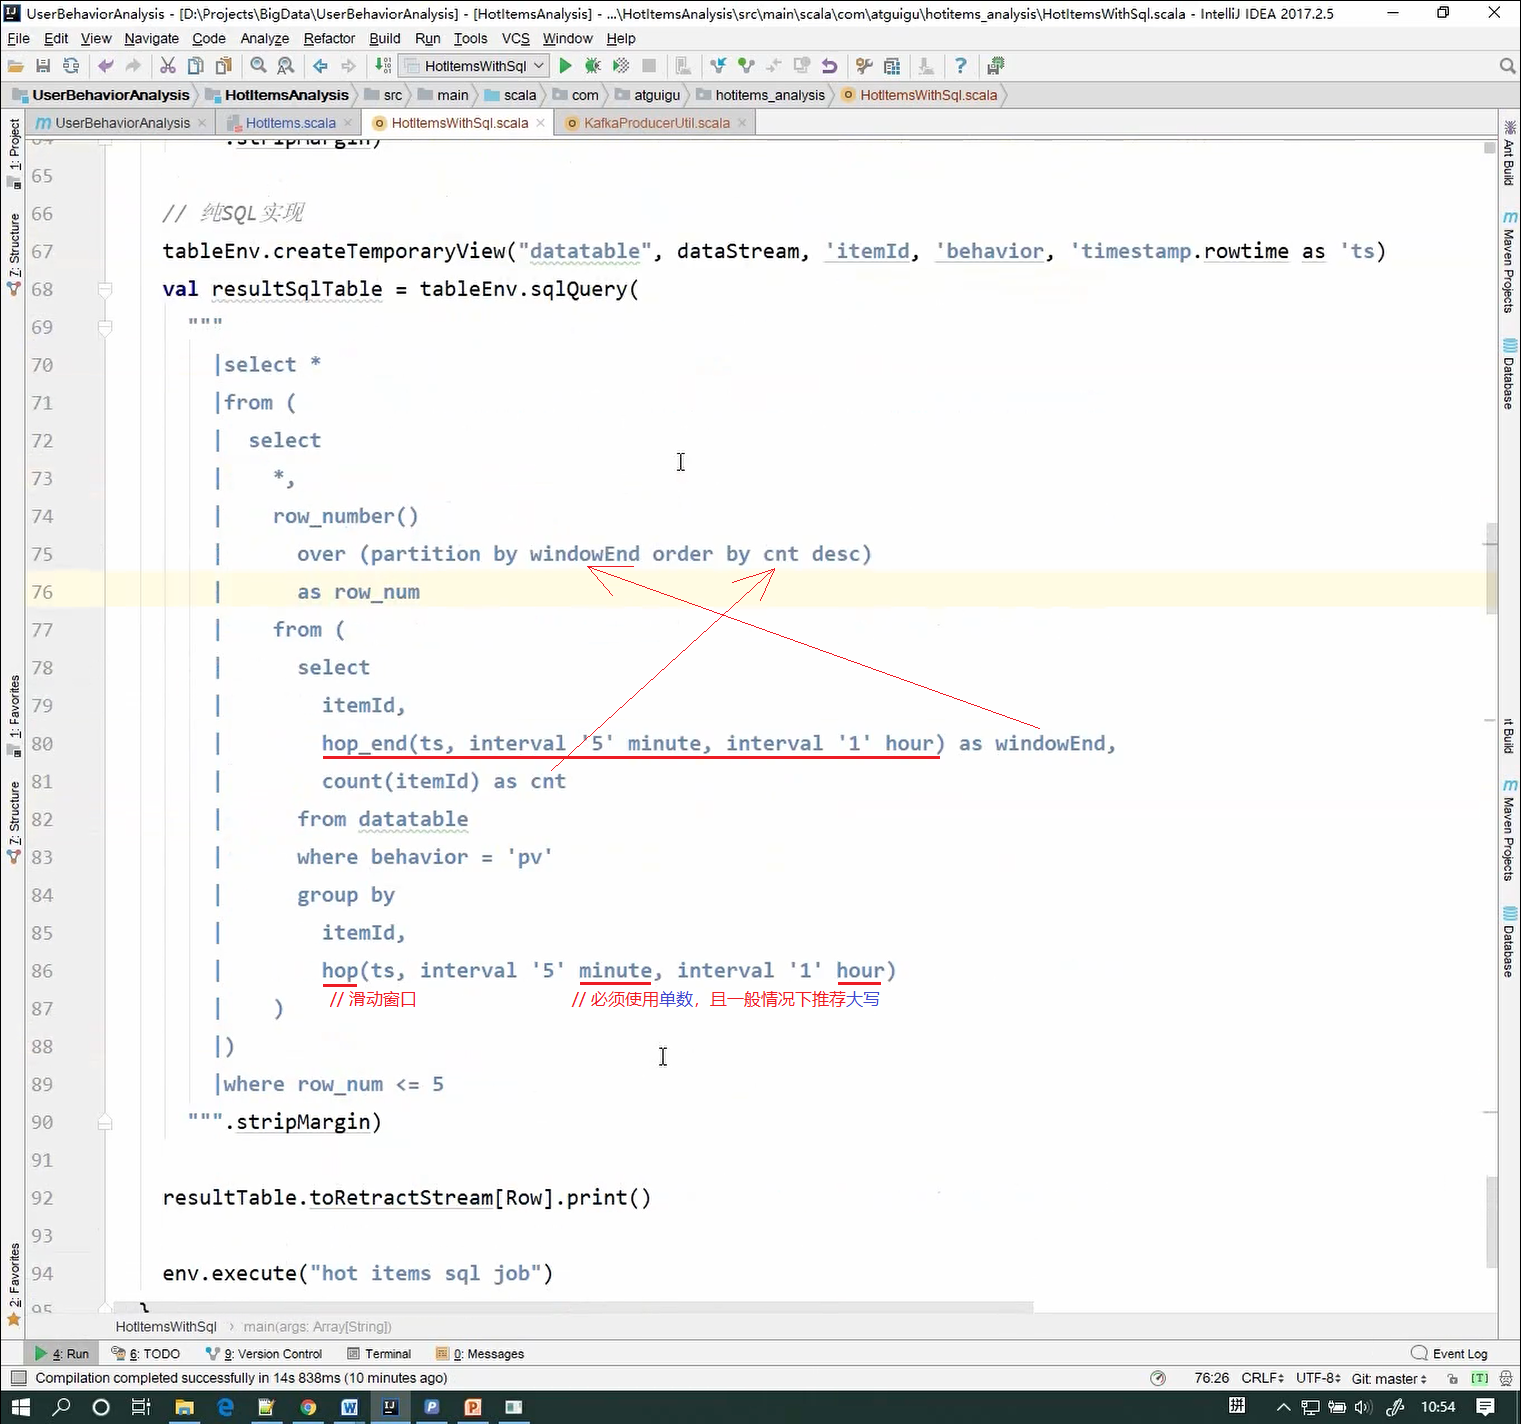 UserBehaviorAnalysis - [D:\Projects\BigData\UserBehaviorAnalysis] - [HotItemsAnalysis] - ...\HotItemsAnalysis\src\main\scala\com\atguigu\hotitems_analysis\HotItemsWithSql.scala - IntelliJ IDEA 2017.2.5
File Edit View Navigate Code Analyze Refactor Build Run Tools VCS Window Help
HotItemsWithSql
UserBehaviorAnalysis HotItemsAnalysis src main scala com atguigu hotitems_analysis HotItemsWithSql.scala
UserBehaviorAnalysis HotItems.scala HotItemsWithSql.scala KafkaProducerUtil.scala
.stripMargin)
65
66 // 纯SQL实现
67 tableEnv.createTemporaryView("datatable", dataStream, 'itemId, 'behavior, 'timestamp.rowtime as 'ts)
68 val resultSqlTable = tableEnv.sqlQuery(
69 """
70 |select *
71 |from (
72 | select
73 | *,
74 | row_number()
75 | over (partition by windowEnd order by cnt desc)
76 | as row_num
77 | from (
78 | select
79 | itemId,
80 | hop_end(ts, interval '5' minute, interval '1' hour) as windowEnd,
81 | count(itemId) as cnt
82 | from datatable
83 | where behavior = 'pv'
84 | group by
85 | itemId,
86 | hop(ts, interval '5' minute, interval '1' hour)
// 滑动窗口 // 必须使用单数，且一般情况下推荐大写
87 | )
88 |)
89 |where row_num <= 5
90 """.stripMargin)
91
92 resultTable.toRetractStream[Row].print()
93
94 env.execute("hot items sql job")
95 }
HotItemsWithSql › main(args: Array[String])
1: Project
7: Structure
1: Favorites
7: Structure
2: Favorites
Ant Build
Maven Projects
Database
t Build
Maven Projects
Database
4: Run 6: TODO 9: Version Control Terminal 0: Messages Event Log
Compilation completed successfully in 14s 838ms (10 minutes ago) 76:26 CRLF UTF-8 Git: master [T]
拼 10:54